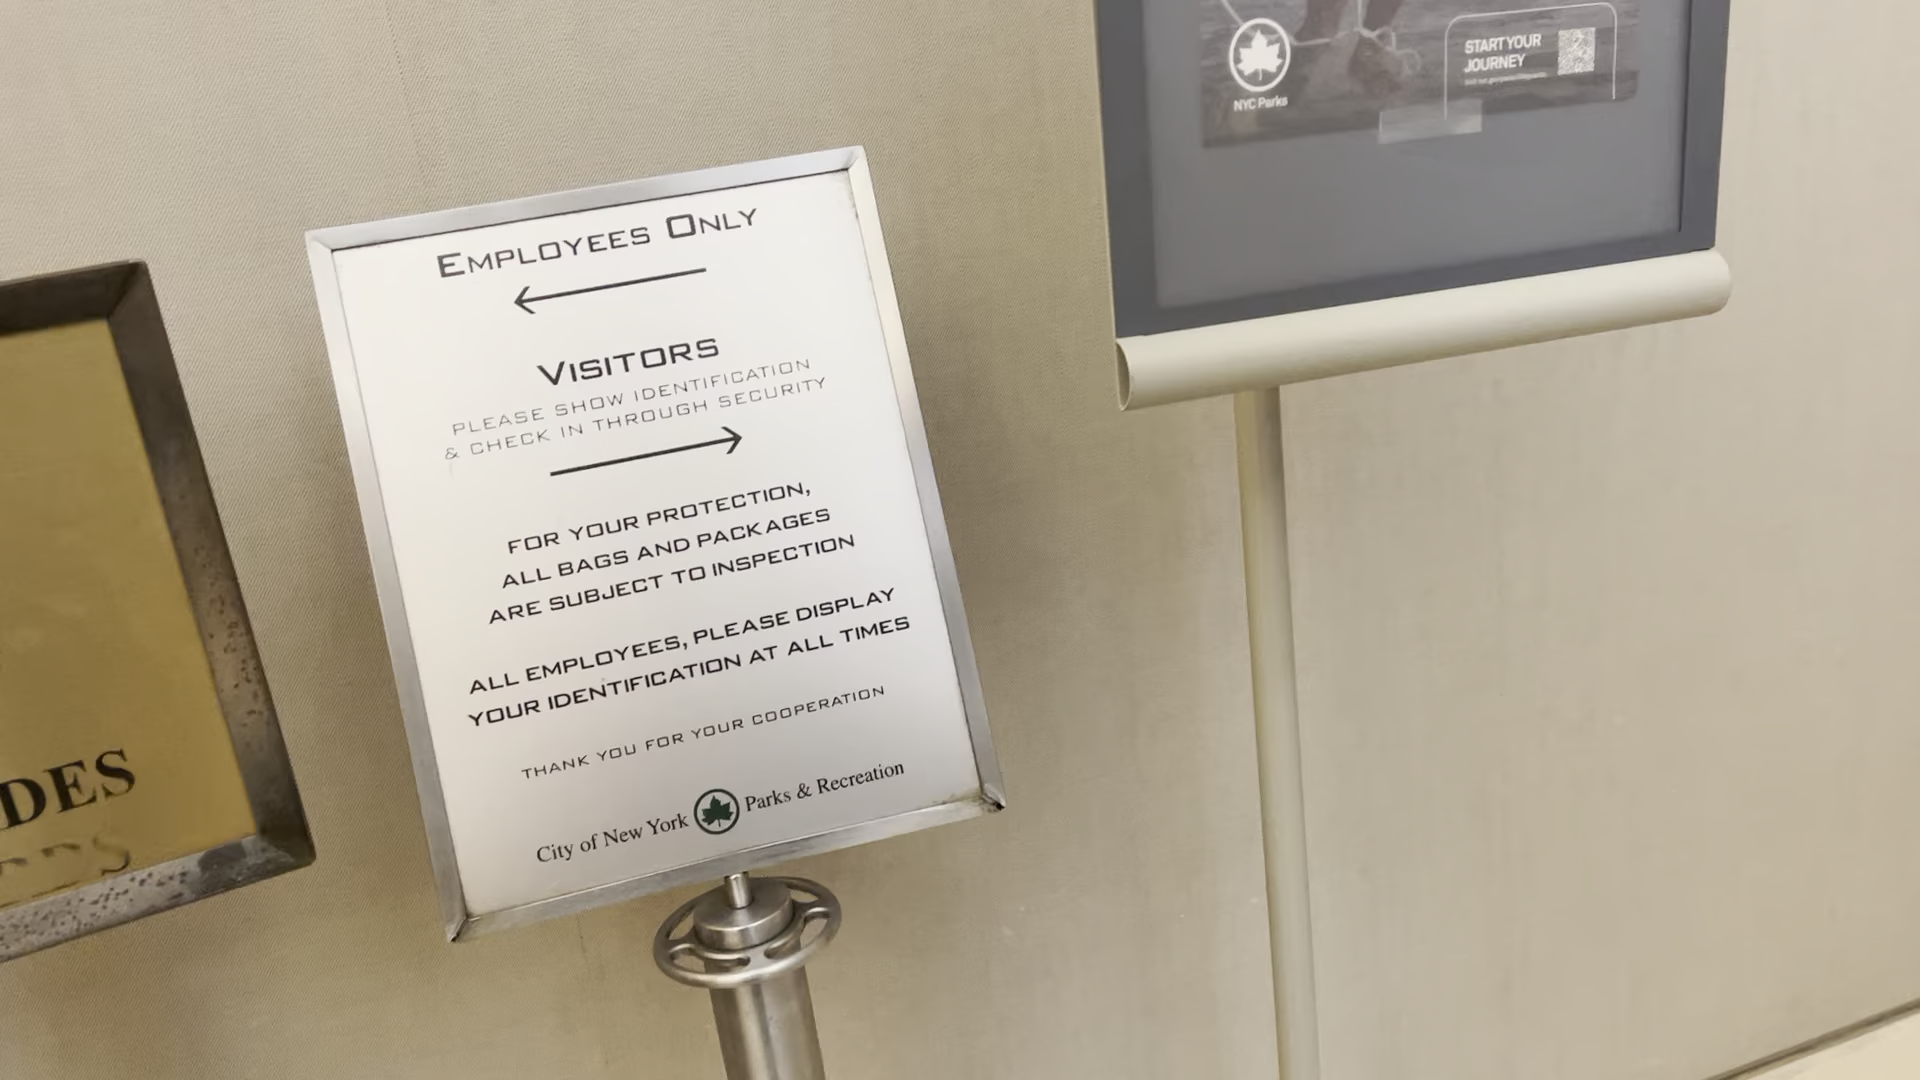 EMPLOYEES ONLY
VISITORS
PLEASE SHOW IDENTIFICATION
& CHECK IN THROUGH SECURITY
FOR YOUR PROTECTION,
ALL BAGS AND PACKAGES
ARE SUBJECT TO INSPECTION
ALL EMPLOYEES, PLEASE DISPLAY
YOUR IDENTIFICATION AT ALL TIMES
THANK YOU FOR YOUR COOPERATION
City of New York Parks & Recreation
NYC Parks
START YOUR
JOURNEY
DES